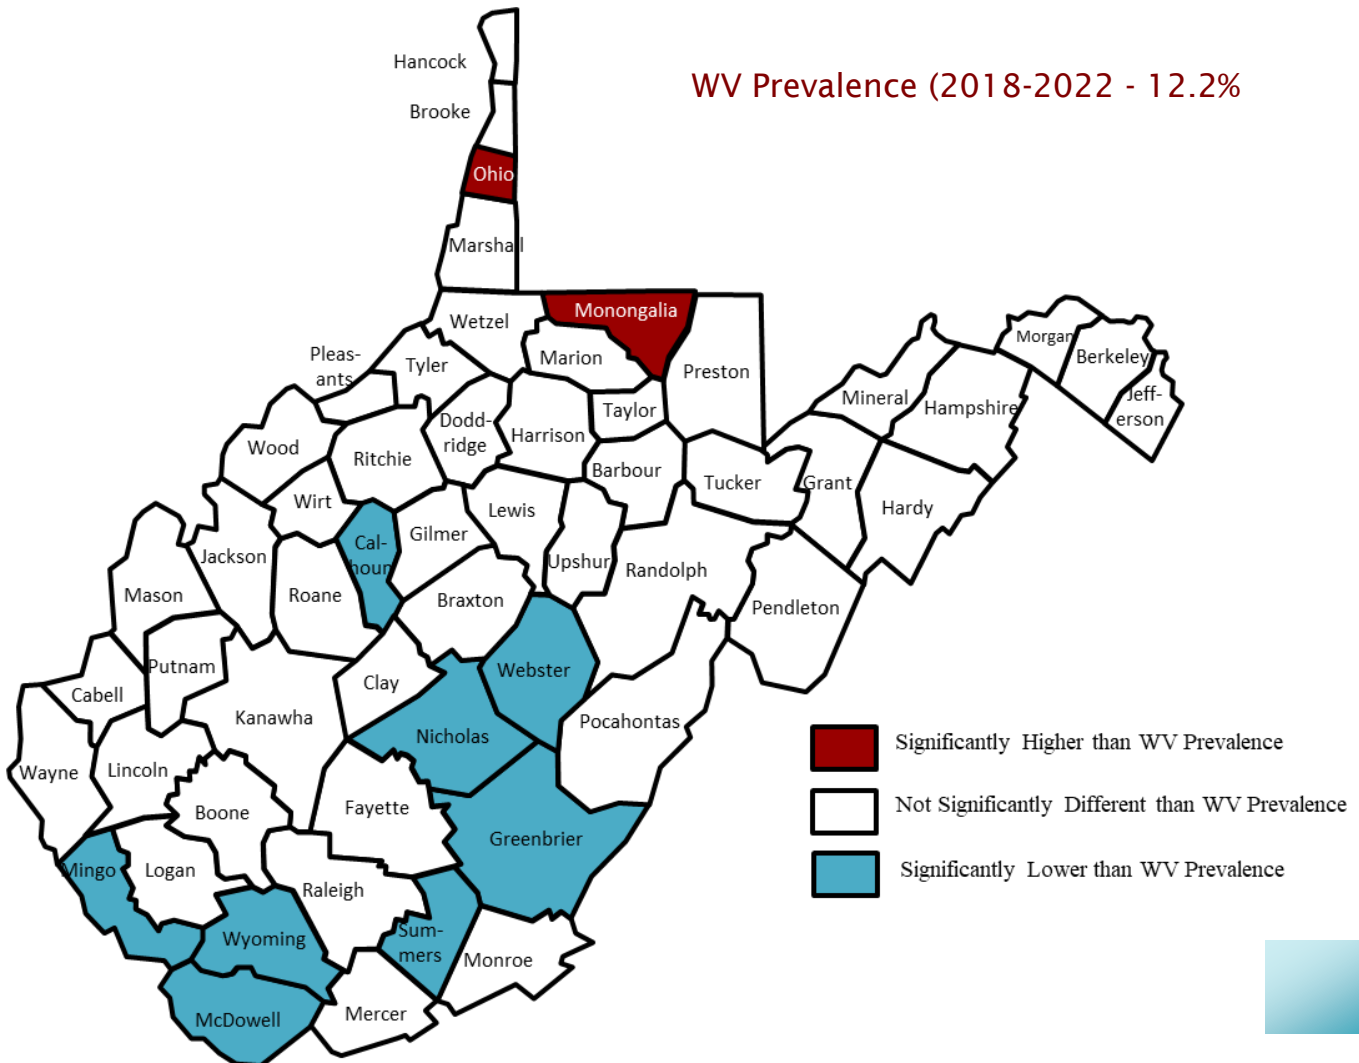 Hancock
WV Prevalence (2018-2022 - 12.2%
Brooke
Ohio
Marshall
Monongalia
Wetzel
Pleas-
ants
Tyler
Marion
Preston
Morgan
Berkeley
Jeff-
erson
Mineral
Hampshire
Taylor
Dodd-
ridge
Harrison
Wood
Ritchie
Barbour
Tucker
Grant
Hardy
Wirt
Lewis
Gilmer
Cal-
houn
Jackson
Upshur
Randolph
Mason
Roane
Braxton
Pendleton
Putnam
Webster
Cabell
Clay
Kanawha
Pocahontas
Nicholas
Wayne
Lincoln
Boone
Fayette
Greenbrier
Mingo
Logan
Raleigh
Wyoming
Sum-
mers
Monroe
McDowell
Mercer
Significantly Higher than WV Prevalence
Not Significantly Different than WV Prevalence
Significantly Lower than WV Prevalence